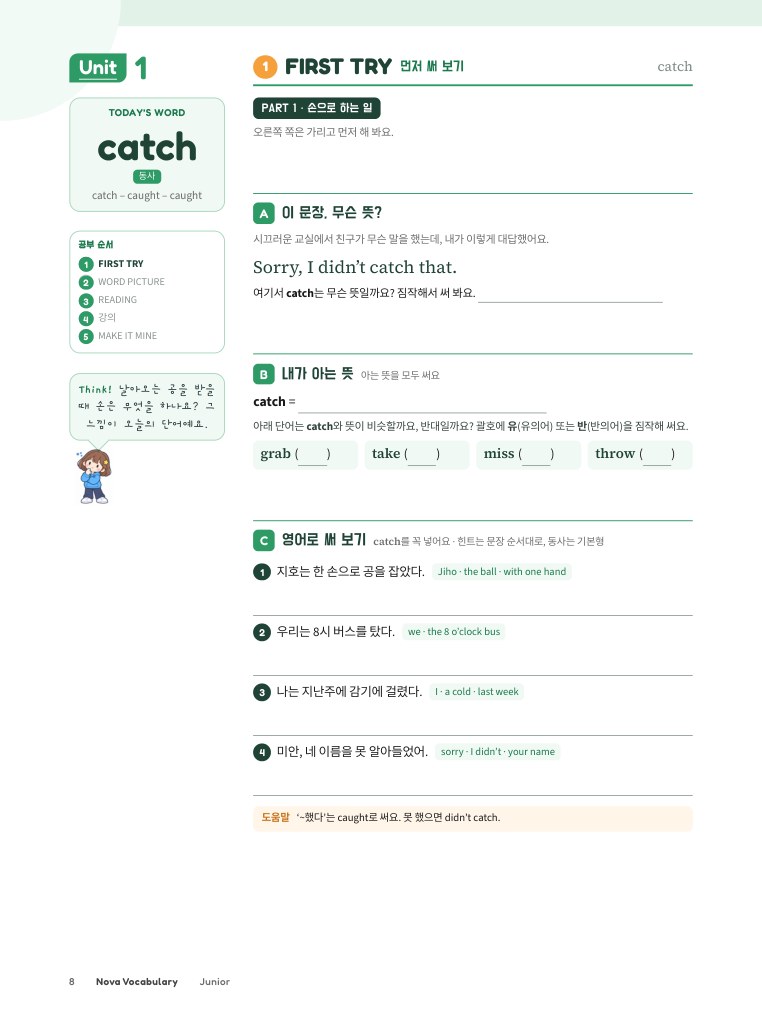 Unit 1
TODAY'S WORD
catch
동사
catch – caught – caught
공부 순서
1 FIRST TRY
2 WORD PICTURE
3 READING
4 강의
5 MAKE IT MINE
Think! 날아오는 공을 받을
때 손은 무엇을 하나요? 그
느낌이 오늘의 단어예요.
1 FIRST TRY 먼저 써 보기 catch
PART 1 · 손으로 하는 일
오른쪽 쪽은 가리고 먼저 해 봐요.
A 이 문장, 무슨 뜻?
시끄러운 교실에서 친구가 무슨 말을 했는데, 내가 이렇게 대답했어요.
Sorry, I didn't catch that.
여기서 catch는 무슨 뜻일까요? 짐작해서 써 봐요.
B 내가 아는 뜻 아는 뜻을 모두 써요
catch =
아래 단어는 catch와 뜻이 비슷할까요, 반대일까요? 괄호에 유(유의어) 또는 반(반의어)을 짐작해 써요.
grab ( ) take ( ) miss ( ) throw ( )
C 영어로 써 보기 catch를 꼭 넣어요 · 힌트는 문장 순서대로, 동사는 기본형
1 지호는 한 손으로 공을 잡았다. Jiho · the ball · with one hand
2 우리는 8시 버스를 탔다. we · the 8 o'clock bus
3 나는 지난주에 감기에 걸렸다. I · a cold · last week
4 미안, 네 이름을 못 알아들었어. sorry · I didn't · your name
도움말 '~했다'는 caught로 써요. 못 했으면 didn't catch.
8 Nova Vocabulary Junior